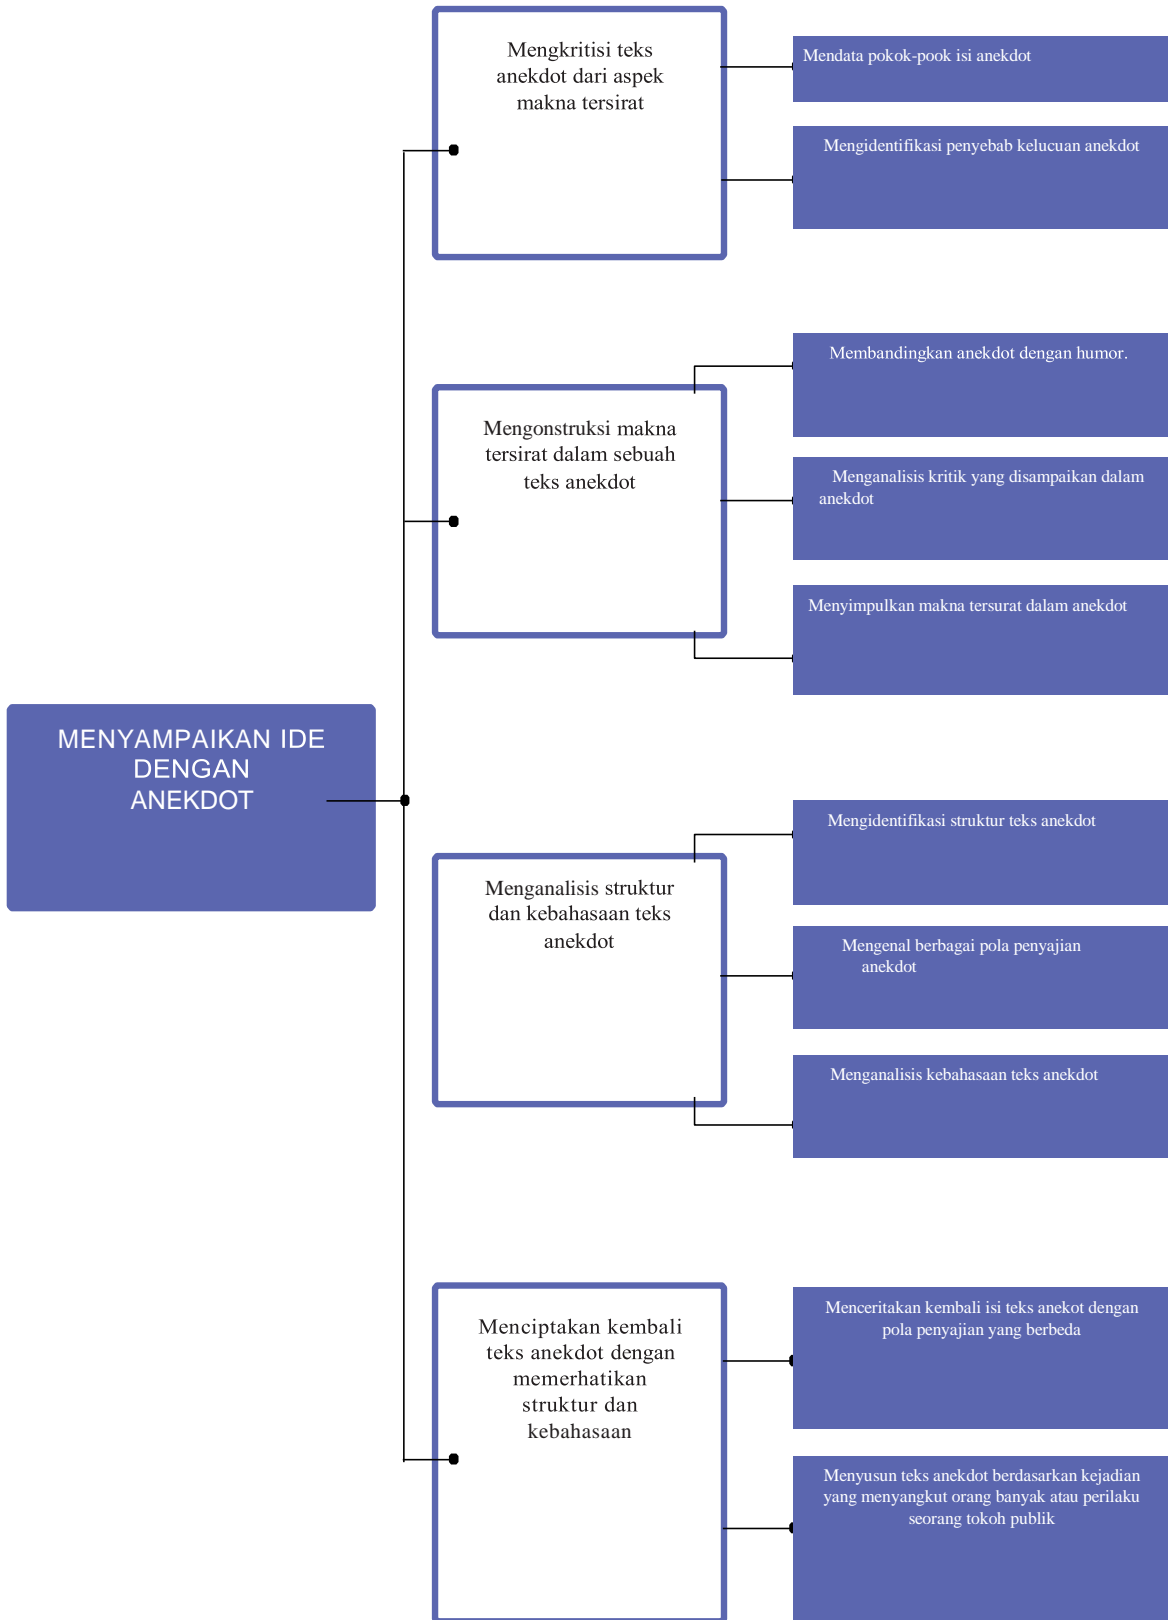 Mengkritisi teks
anekdot dari aspek
makna tersirat
Mendata pokok-pook isi anekdot
Mengidentifikasi penyebab kelucuan anekdot
Mengonstruksi makna
tersirat dalam sebuah
teks anekdot
Membandingkan anekdot dengan humor.
Menganalisis kritik yang disampaikan dalam
anekdot
Menyimpulkan makna tersurat dalam anekdot
MENYAMPAIKAN IDE
DENGAN
ANEKDOT
Menganalisis struktur
dan kebahasaan teks
anekdot
Mengidentifikasi struktur teks anekdot
Mengenal berbagai pola penyajian
anekdot
Menganalisis kebahasaan teks anekdot
Menciptakan kembali
teks anekdot dengan
memerhatikan
struktur dan
kebahasaan
Menceritakan kembali isi teks anekot dengan
pola penyajian yang berbeda
Menyusun teks anekdot berdasarkan kejadian
yang menyangkut orang banyak atau perilaku
seorang tokoh publik